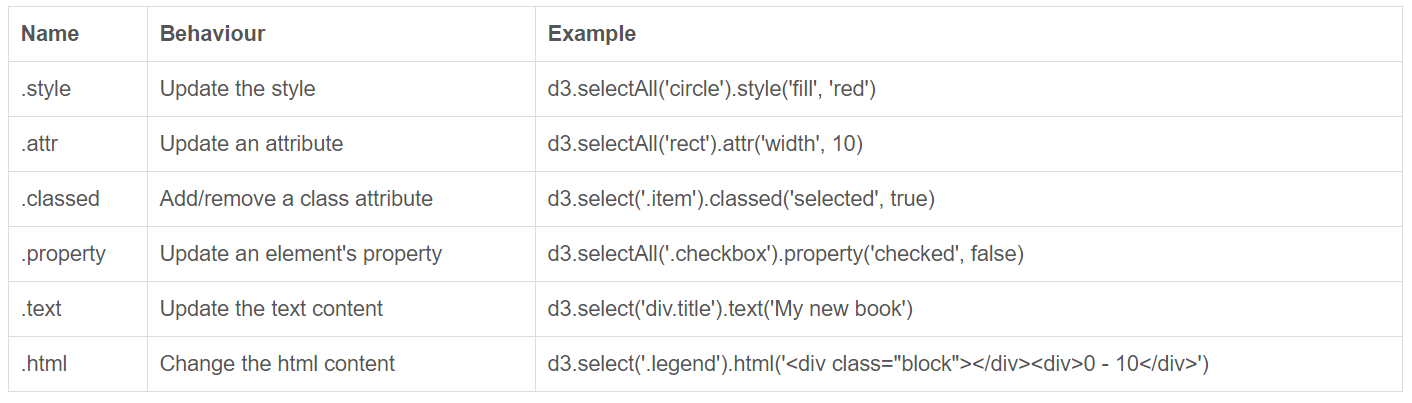 Name Behaviour Example
.style Update the style d3.selectAll('circle').style('fill', 'red')
.attr Update an attribute d3.selectAll('rect').attr('width', 10)
.classed Add/remove a class attribute d3.select('.item').classed('selected', true)
.property Update an element's property d3.selectAll('.checkbox').property('checked', false)
.text Update the text content d3.select('div.title').text('My new book')
.html Change the html content d3.select('.legend').html('<div class="block"></div><div>0 - 10</div>')